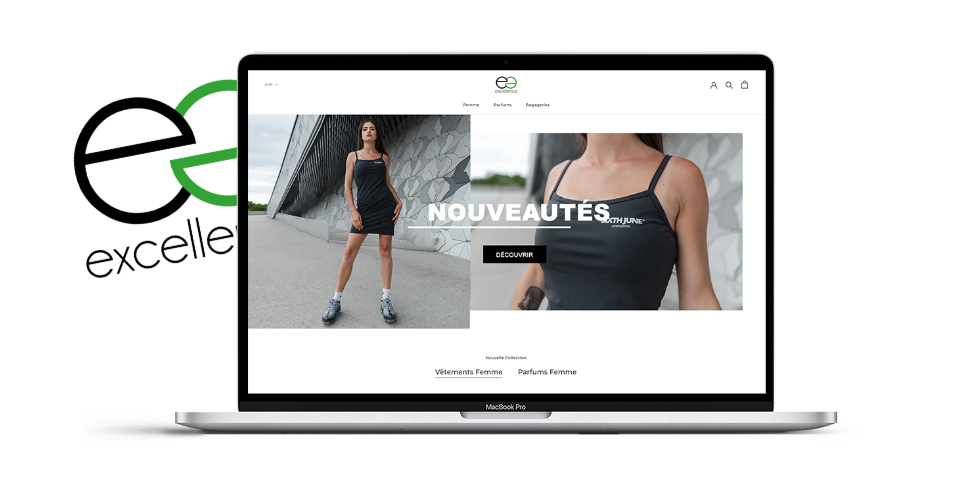 EUR
excellence
Femme
Parfums
Bagageries
NOUVEAUTÉS
SIXTH JUNE
DÉCOUVRIR
Nouvelle Collection
Vêtements Femme
Parfums Femme
MacBook Pro
excelle